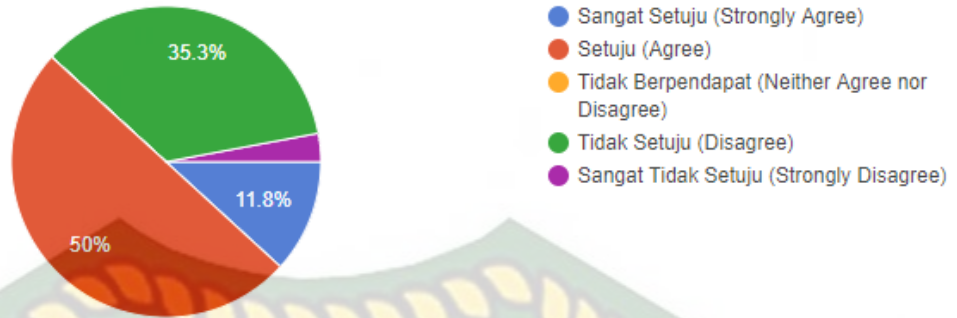 35.3%
11.8%
50%
Sangat Setuju (Strongly Agree)
Setuju (Agree)
Tidak Berpendapat (Neither Agree nor
Disagree)
Tidak Setuju (Disagree)
Sangat Tidak Setuju (Strongly Disagree)